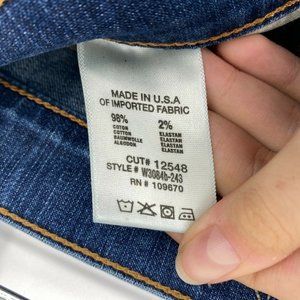 MADE IN U.S.A
OF IMPORTED FABRIC
98% 2%
COTTON ELASTAN
COTON ELASTAN
BAUMWOLLE ELASTAN
ALGODON ELASTAN
CUT# 12548
STYLE # W3084b-243
RN # 109670